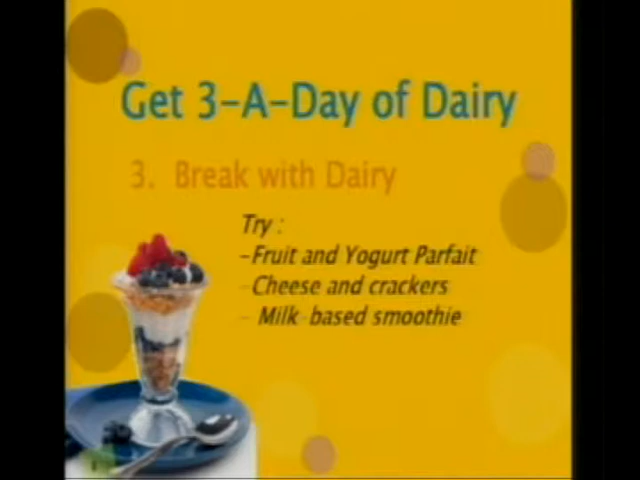 Get 3-A-Day of Dairy
3. Break with Dairy
Try :
-Fruit and Yogurt Parfait
-Cheese and crackers
- Milk-based smoothie